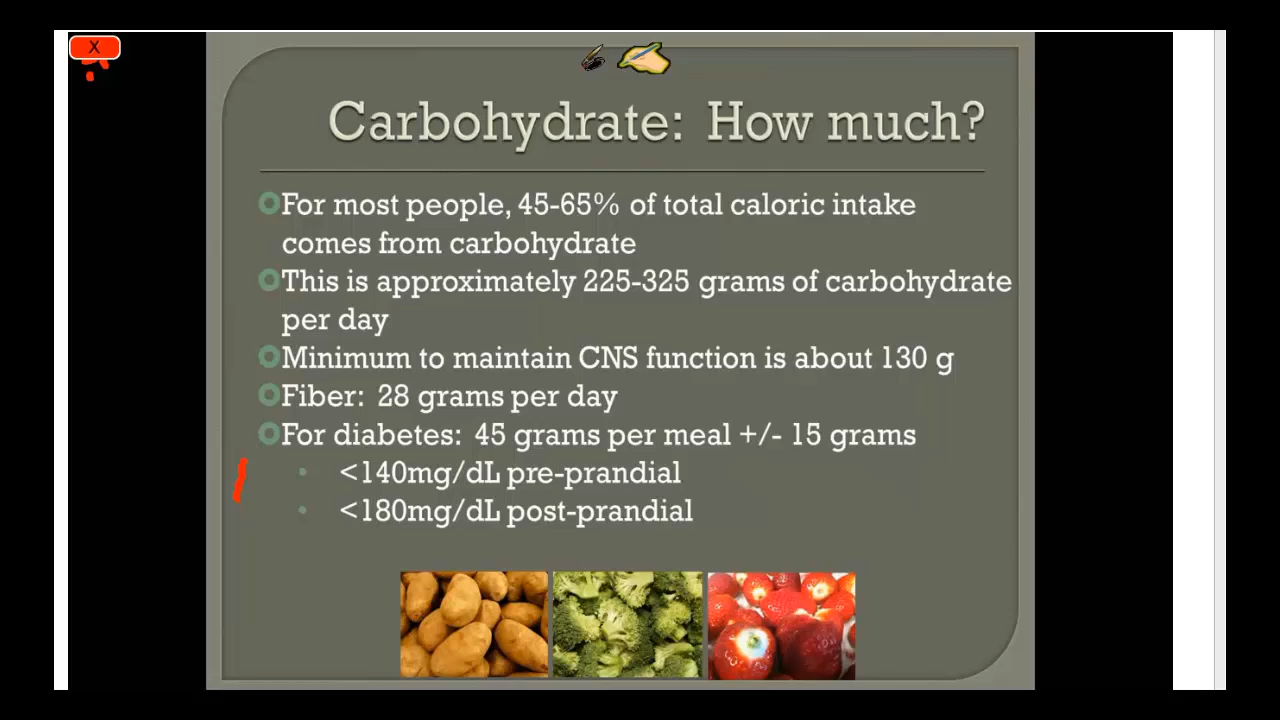 X
Carbohydrate: How much?
For most people, 45-65% of total caloric intake
comes from carbohydrate
This is approximately 225-325 grams of carbohydrate
per day
Minimum to maintain CNS function is about 130 g
Fiber: 28 grams per day
For diabetes: 45 grams per meal +/- 15 grams
<140mg/dL pre-prandial
<180mg/dL post-prandial